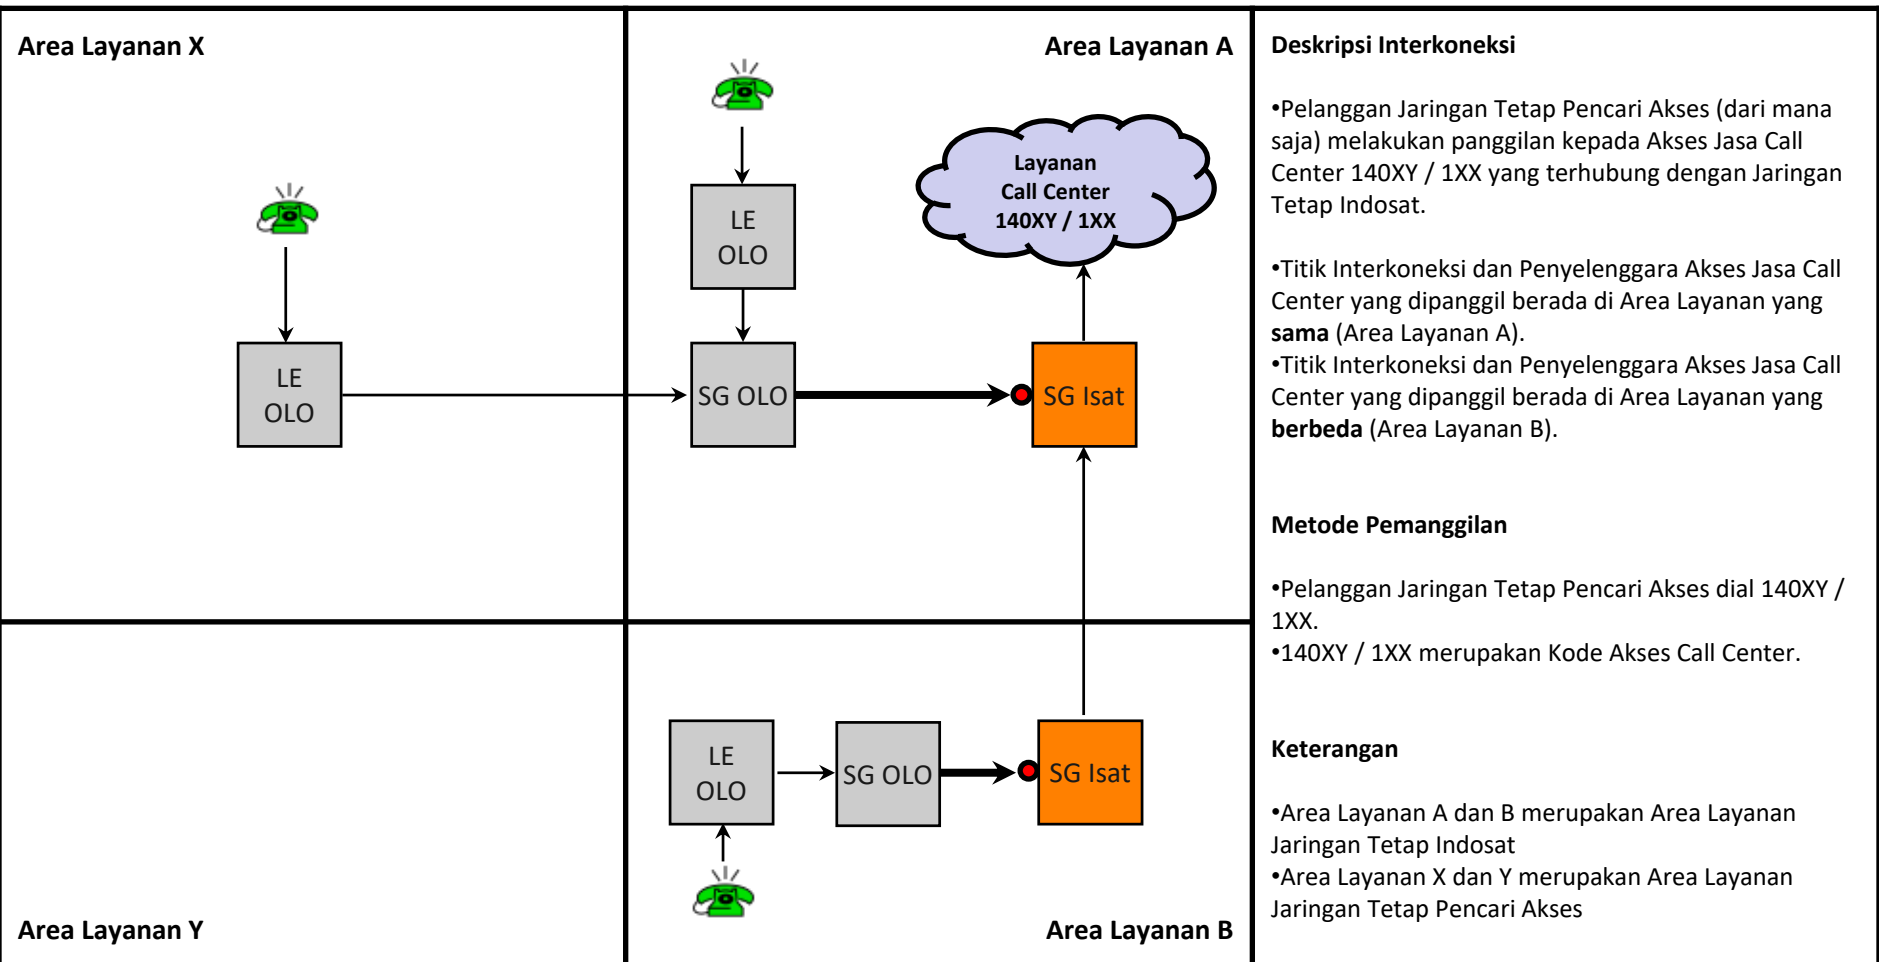 Area Layanan X
Area Layanan A
LE
OLO
Layanan
Call Center
140XY / 1XX
LE
OLO
SG OLO
SG Isat
LE
OLO
SG OLO
SG Isat
Area Layanan Y
Area Layanan B
Deskripsi Interkoneksi
•Pelanggan Jaringan Tetap Pencari Akses (dari mana
saja) melakukan panggilan kepada Akses Jasa Call
Center 140XY / 1XX yang terhubung dengan Jaringan
Tetap Indosat.
•Titik Interkoneksi dan Penyelenggara Akses Jasa Call
Center yang dipanggil berada di Area Layanan yang
sama (Area Layanan A).
•Titik Interkoneksi dan Penyelenggara Akses Jasa Call
Center yang dipanggil berada di Area Layanan yang
berbeda (Area Layanan B).
Metode Pemanggilan
•Pelanggan Jaringan Tetap Pencari Akses dial 140XY /
1XX.
•140XY / 1XX merupakan Kode Akses Call Center.
Keterangan
•Area Layanan A dan B merupakan Area Layanan
Jaringan Tetap Indosat
•Area Layanan X dan Y merupakan Area Layanan
Jaringan Tetap Pencari Akses